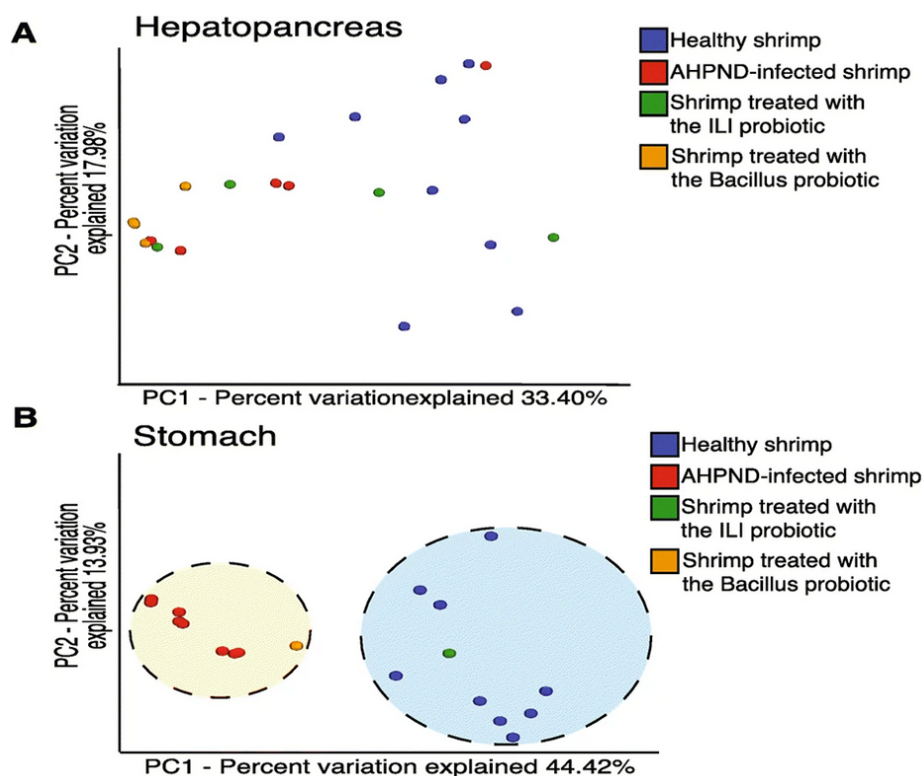 A
Hepatopancreas
PC2 - Percent variation
explained 17.98%
PC1 - Percent variationexplained 33.40%
Healthy shrimp
AHPND-infected shrimp
Shrimp treated with
the ILI probiotic
Shrimp treated with
the Bacillus probiotic
B
Stomach
PC2 - Percent variation
explained 13.93%
PC1 - Percent variation explained 44.42%
Healthy shrimp
AHPND-infected shrimp
Shrimp treated with
the ILI probiotic
Shrimp treated with
the Bacillus probiotic